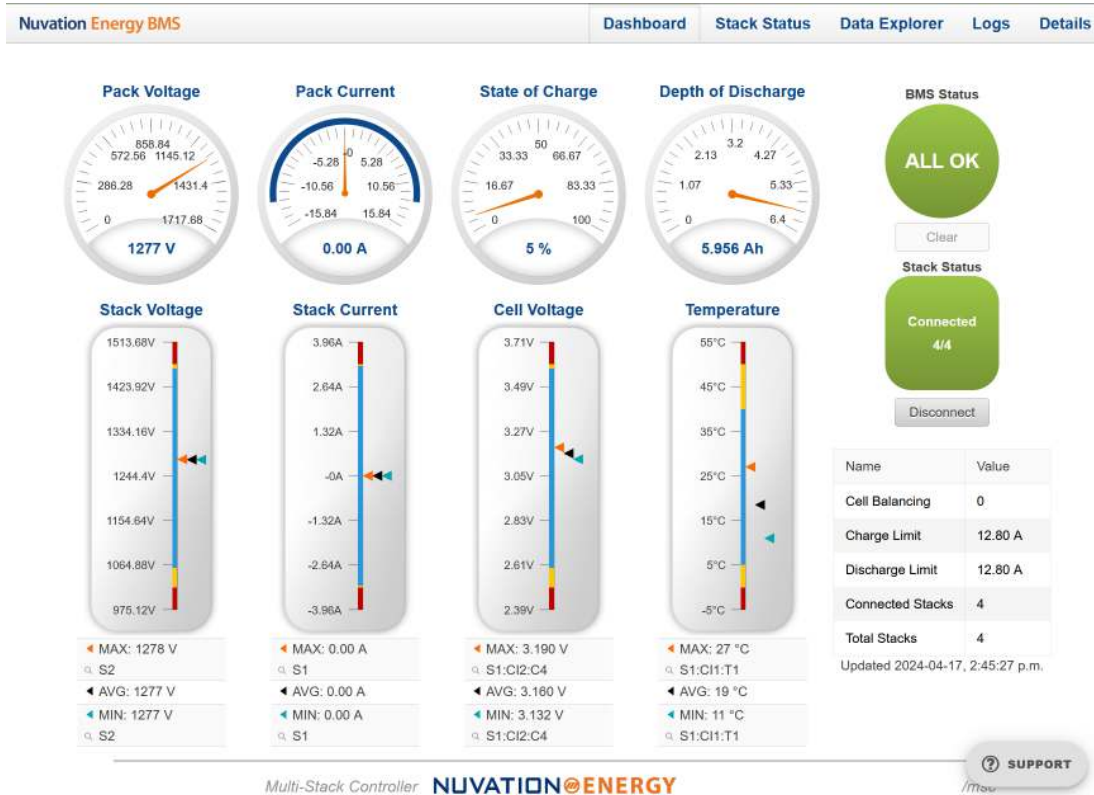 Nuvation Energy BMS
Dashboard Stack Status Data Explorer Logs Details
Pack Voltage
0
286.28
572.56
858.84
1145.12
1431.4
1717.68
1277 V
Pack Current
-15.84
-10.56
-5.28
-0
5.28
10.56
15.84
0.00 A
State of Charge
0
16.67
33.33
50
66.67
83.33
100
5 %
Depth of Discharge
0
1.07
2.13
3.2
4.27
5.33
6.4
5.956 Ah
BMS Status
ALL OK
Clear
Stack Status
Connected
4/4
Disconnect
Stack Voltage
1513.68V
1423.92V
1334.16V
1244.4V
1154.64V
1064.88V
975.12V
MAX: 1278 V
S2
AVG: 1277 V
MIN: 1277 V
S2
Stack Current
3.96A
2.64A
1.32A
-0A
-1.32A
-2.64A
-3.96A
MAX: 0.00 A
S1
AVG: 0.00 A
MIN: 0.00 A
S1
Cell Voltage
3.71V
3.49V
3.27V
3.05V
2.83V
2.61V
2.39V
MAX: 3.190 V
S1:CI2:C4
AVG: 3.160 V
MIN: 3.132 V
S1:CI2:C4
Temperature
55°C
45°C
35°C
25°C
15°C
5°C
-5°C
MAX: 27 °C
S1:CI1:T1
AVG: 19 °C
MIN: 11 °C
S1:CI1:T1
Name Value
Cell Balancing 0
Charge Limit 12.80 A
Discharge Limit 12.80 A
Connected Stacks 4
Total Stacks 4
Updated 2024-04-17, 2:45:27 p.m.
SUPPORT
Multi-Stack Controller NUVATION ENERGY /msc